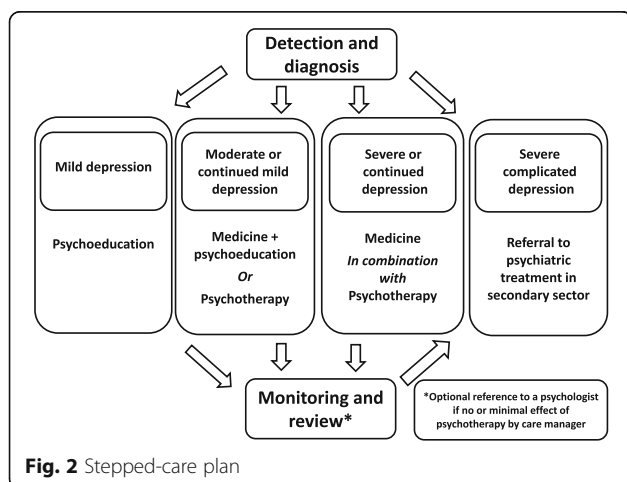 Detection and
diagnosis
Mild depression
Psychoeducation
Moderate or
continued mild
depression
Medicine +
psychoeducation
Or
Psychotherapy
Severe or
continued
depression
Medicine
In combination
with
Psychotherapy
Severe
complicated
depression
Referral to
psychiatric
treatment in
secondary sector
Monitoring and
review*
*Optional reference to a psychologist
if no or minimal effect of
psychotherapy by care manager
Fig. 2 Stepped-care plan